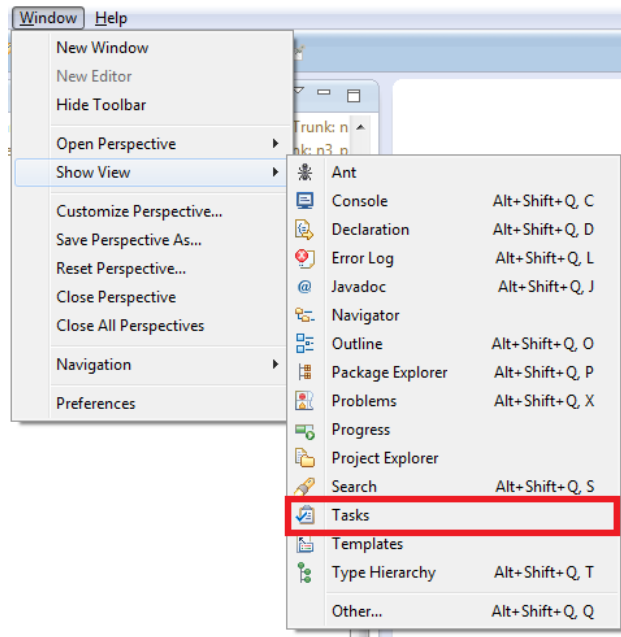 Window Help
New Window
New Editor
Hide Toolbar
Open Perspective
Show View
Customize Perspective...
Save Perspective As...
Reset Perspective...
Close Perspective
Close All Perspectives
Navigation
Preferences
Trunk: n
nk: n3_n
Ant
Console Alt+Shift+Q, C
Declaration Alt+Shift+Q, D
Error Log Alt+Shift+Q, L
Javadoc Alt+Shift+Q, J
Navigator
Outline Alt+Shift+Q, O
Package Explorer Alt+Shift+Q, P
Problems Alt+Shift+Q, X
Progress
Project Explorer
Search Alt+Shift+Q, S
Tasks
Templates
Type Hierarchy Alt+Shift+Q, T
Other... Alt+Shift+Q, Q